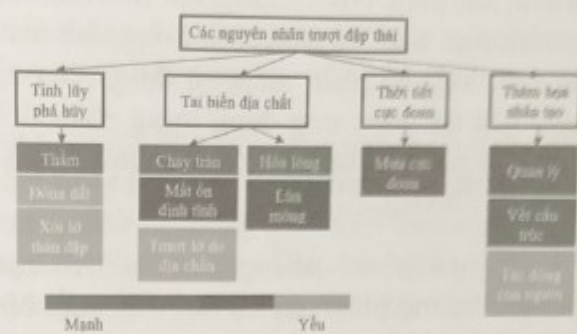 Các nguyên nhân trượt đập thải
Tính lũy
phá hủy
Tai biến địa chất
Thời tiết
cực đoan
Thảm họa
nhân tạo
Thấm
Chảy tràn
Hóa lỏng
Mưa cực
đoan
Quản lý
Động đất
Mất ổn
định tĩnh
Lún
móng
Xói lở
thân đập
Trượt lở do
địa chấn
Vết cấu
trúc
Tác động
con người
Mạnh
Yếu